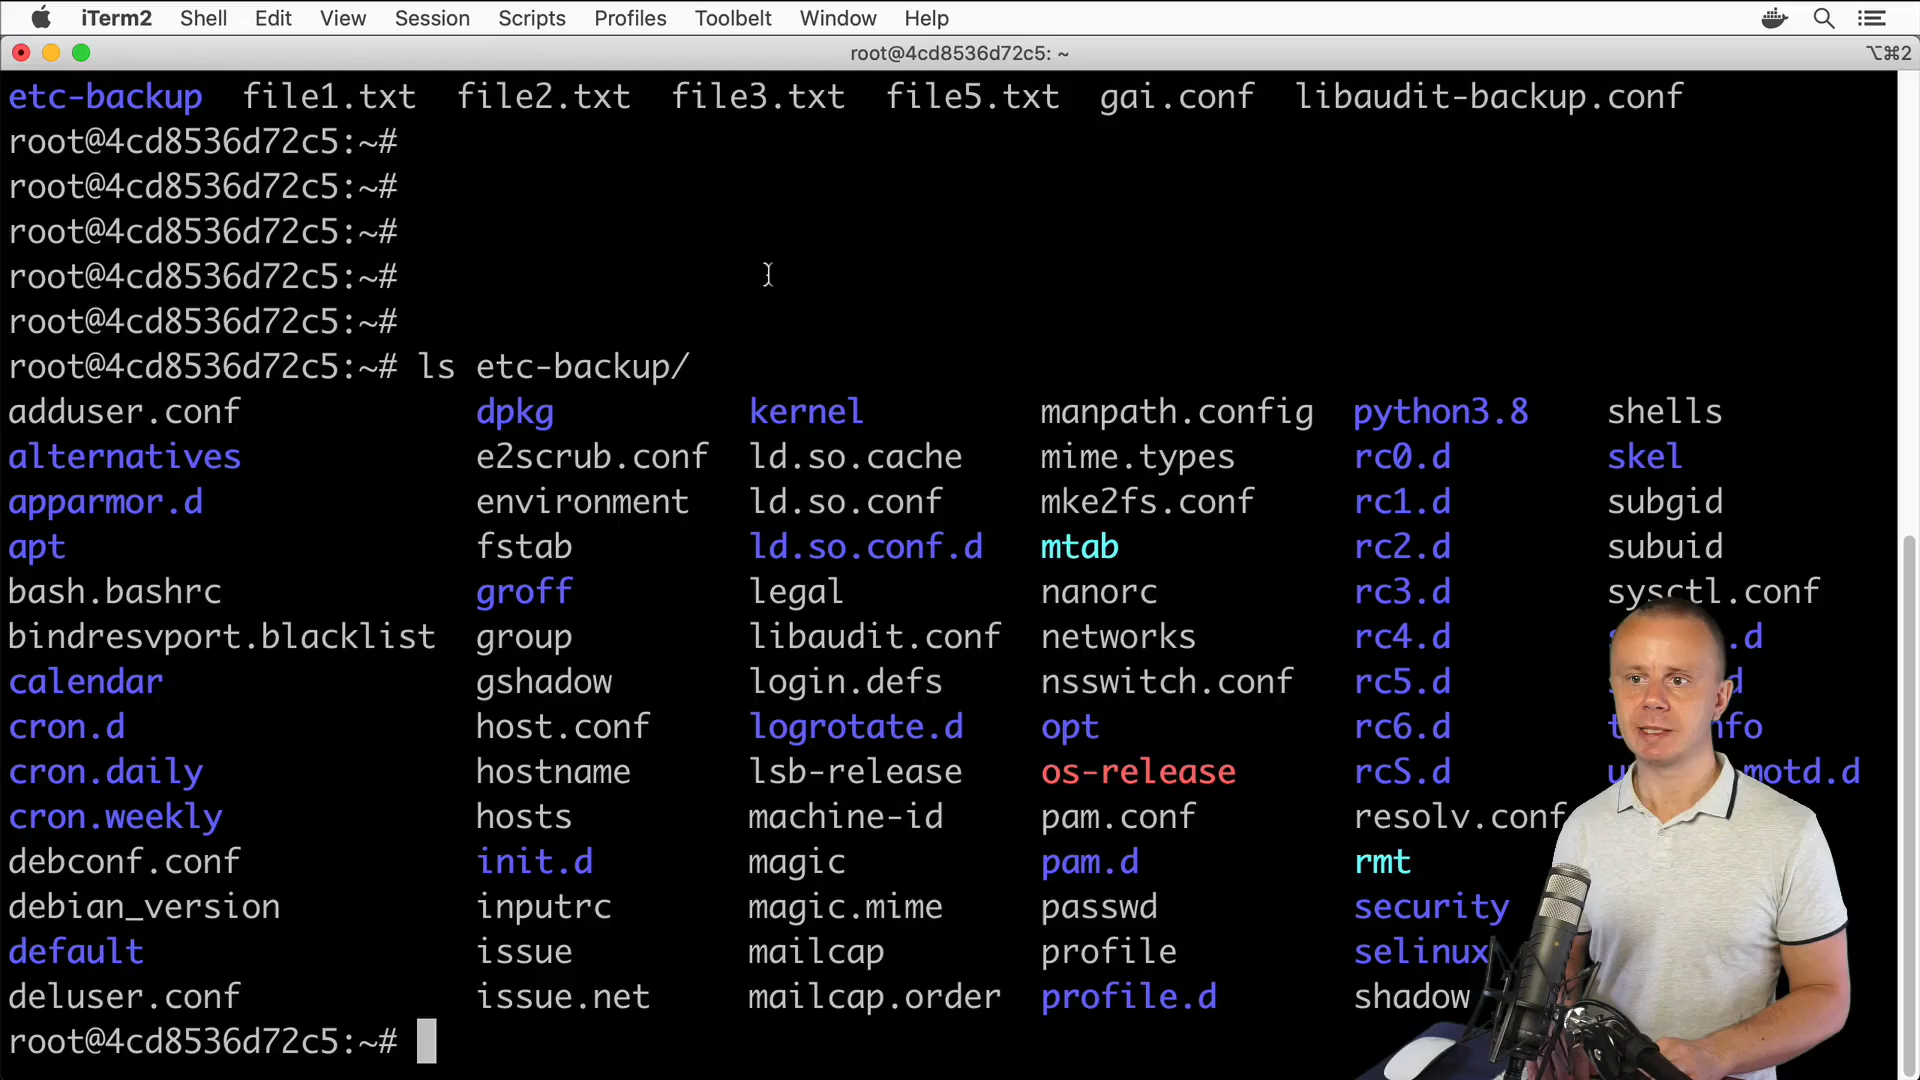 iTerm2 Shell Edit View Session Scripts Profiles Toolbelt Window Help
root@4cd8536d72c5: ~ ⌥⌘2
etc-backup file1.txt file2.txt file3.txt file5.txt gai.conf libaudit-backup.conf
root@4cd8536d72c5:~#
root@4cd8536d72c5:~#
root@4cd8536d72c5:~#
root@4cd8536d72c5:~#
root@4cd8536d72c5:~#
root@4cd8536d72c5:~# ls etc-backup/
adduser.conf dpkg kernel manpath.config python3.8 shells
alternatives e2scrub.conf ld.so.cache mime.types rc0.d skel
apparmor.d environment ld.so.conf mke2fs.conf rc1.d subgid
apt fstab ld.so.conf.d mtab rc2.d subuid
bash.bashrc groff legal nanorc rc3.d sysctl.conf
bindresvport.blacklist group libaudit.conf networks rc4.d
calendar gshadow login.defs nsswitch.conf rc5.d
cron.d host.conf logrotate.d opt rc6.d
cron.daily hostname lsb-release os-release rcS.d
cron.weekly hosts machine-id pam.conf resolv.conf
debconf.conf init.d magic pam.d rmt
debian_version inputrc magic.mime passwd security
default issue mailcap profile selinux
deluser.conf issue.net mailcap.order profile.d shadow
root@4cd8536d72c5:~#